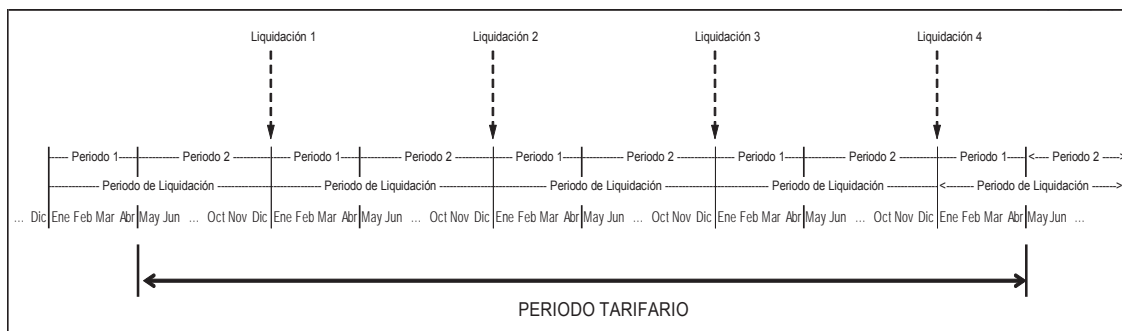 Liquidación 1 Liquidación 2 Liquidación 3 Liquidación 4
Periodo 1 Periodo 2 Periodo 1 Periodo 2 Periodo 1 Periodo 2 Periodo 1 Periodo 2 Periodo 1 Periodo 2
Periodo de Liquidación Periodo de Liquidación Periodo de Liquidación Periodo de Liquidación Periodo de Liquidación
... Dic Ene Feb Mar Abr May Jun ... Oct Nov Dic Ene Feb Mar Abr May Jun ... Oct Nov Dic Ene Feb Mar Abr May Jun ... Oct Nov Dic Ene Feb Mar Abr May Jun ... Oct Nov Dic Ene Feb Mar Abr May Jun ...
PERIODO TARIFARIO